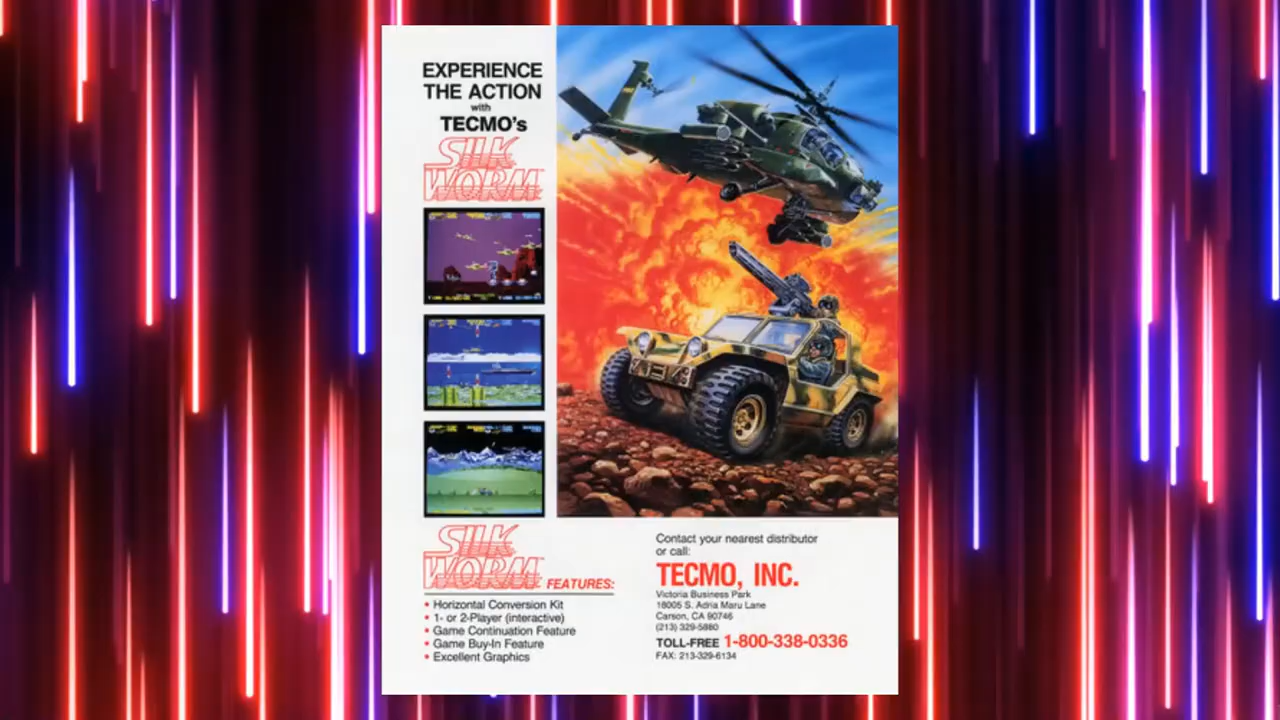 EXPERIENCE
THE ACTION
with
TECMO's
SILK
WORM
SILK
WORM™ FEATURES:
• Horizontal Conversion Kit
• 1- or 2-Player (interactive)
• Game Continuation Feature
• Game Buy-In Feature
• Excellent Graphics
Contact your nearest distributor
or call:
TECMO, INC.
Victoria Business Park
18005 S. Adria Maru Lane
Carson, CA 90746
(213) 329-5880
TOLL-FREE 1-800-338-0336
FAX: 213-329-6134